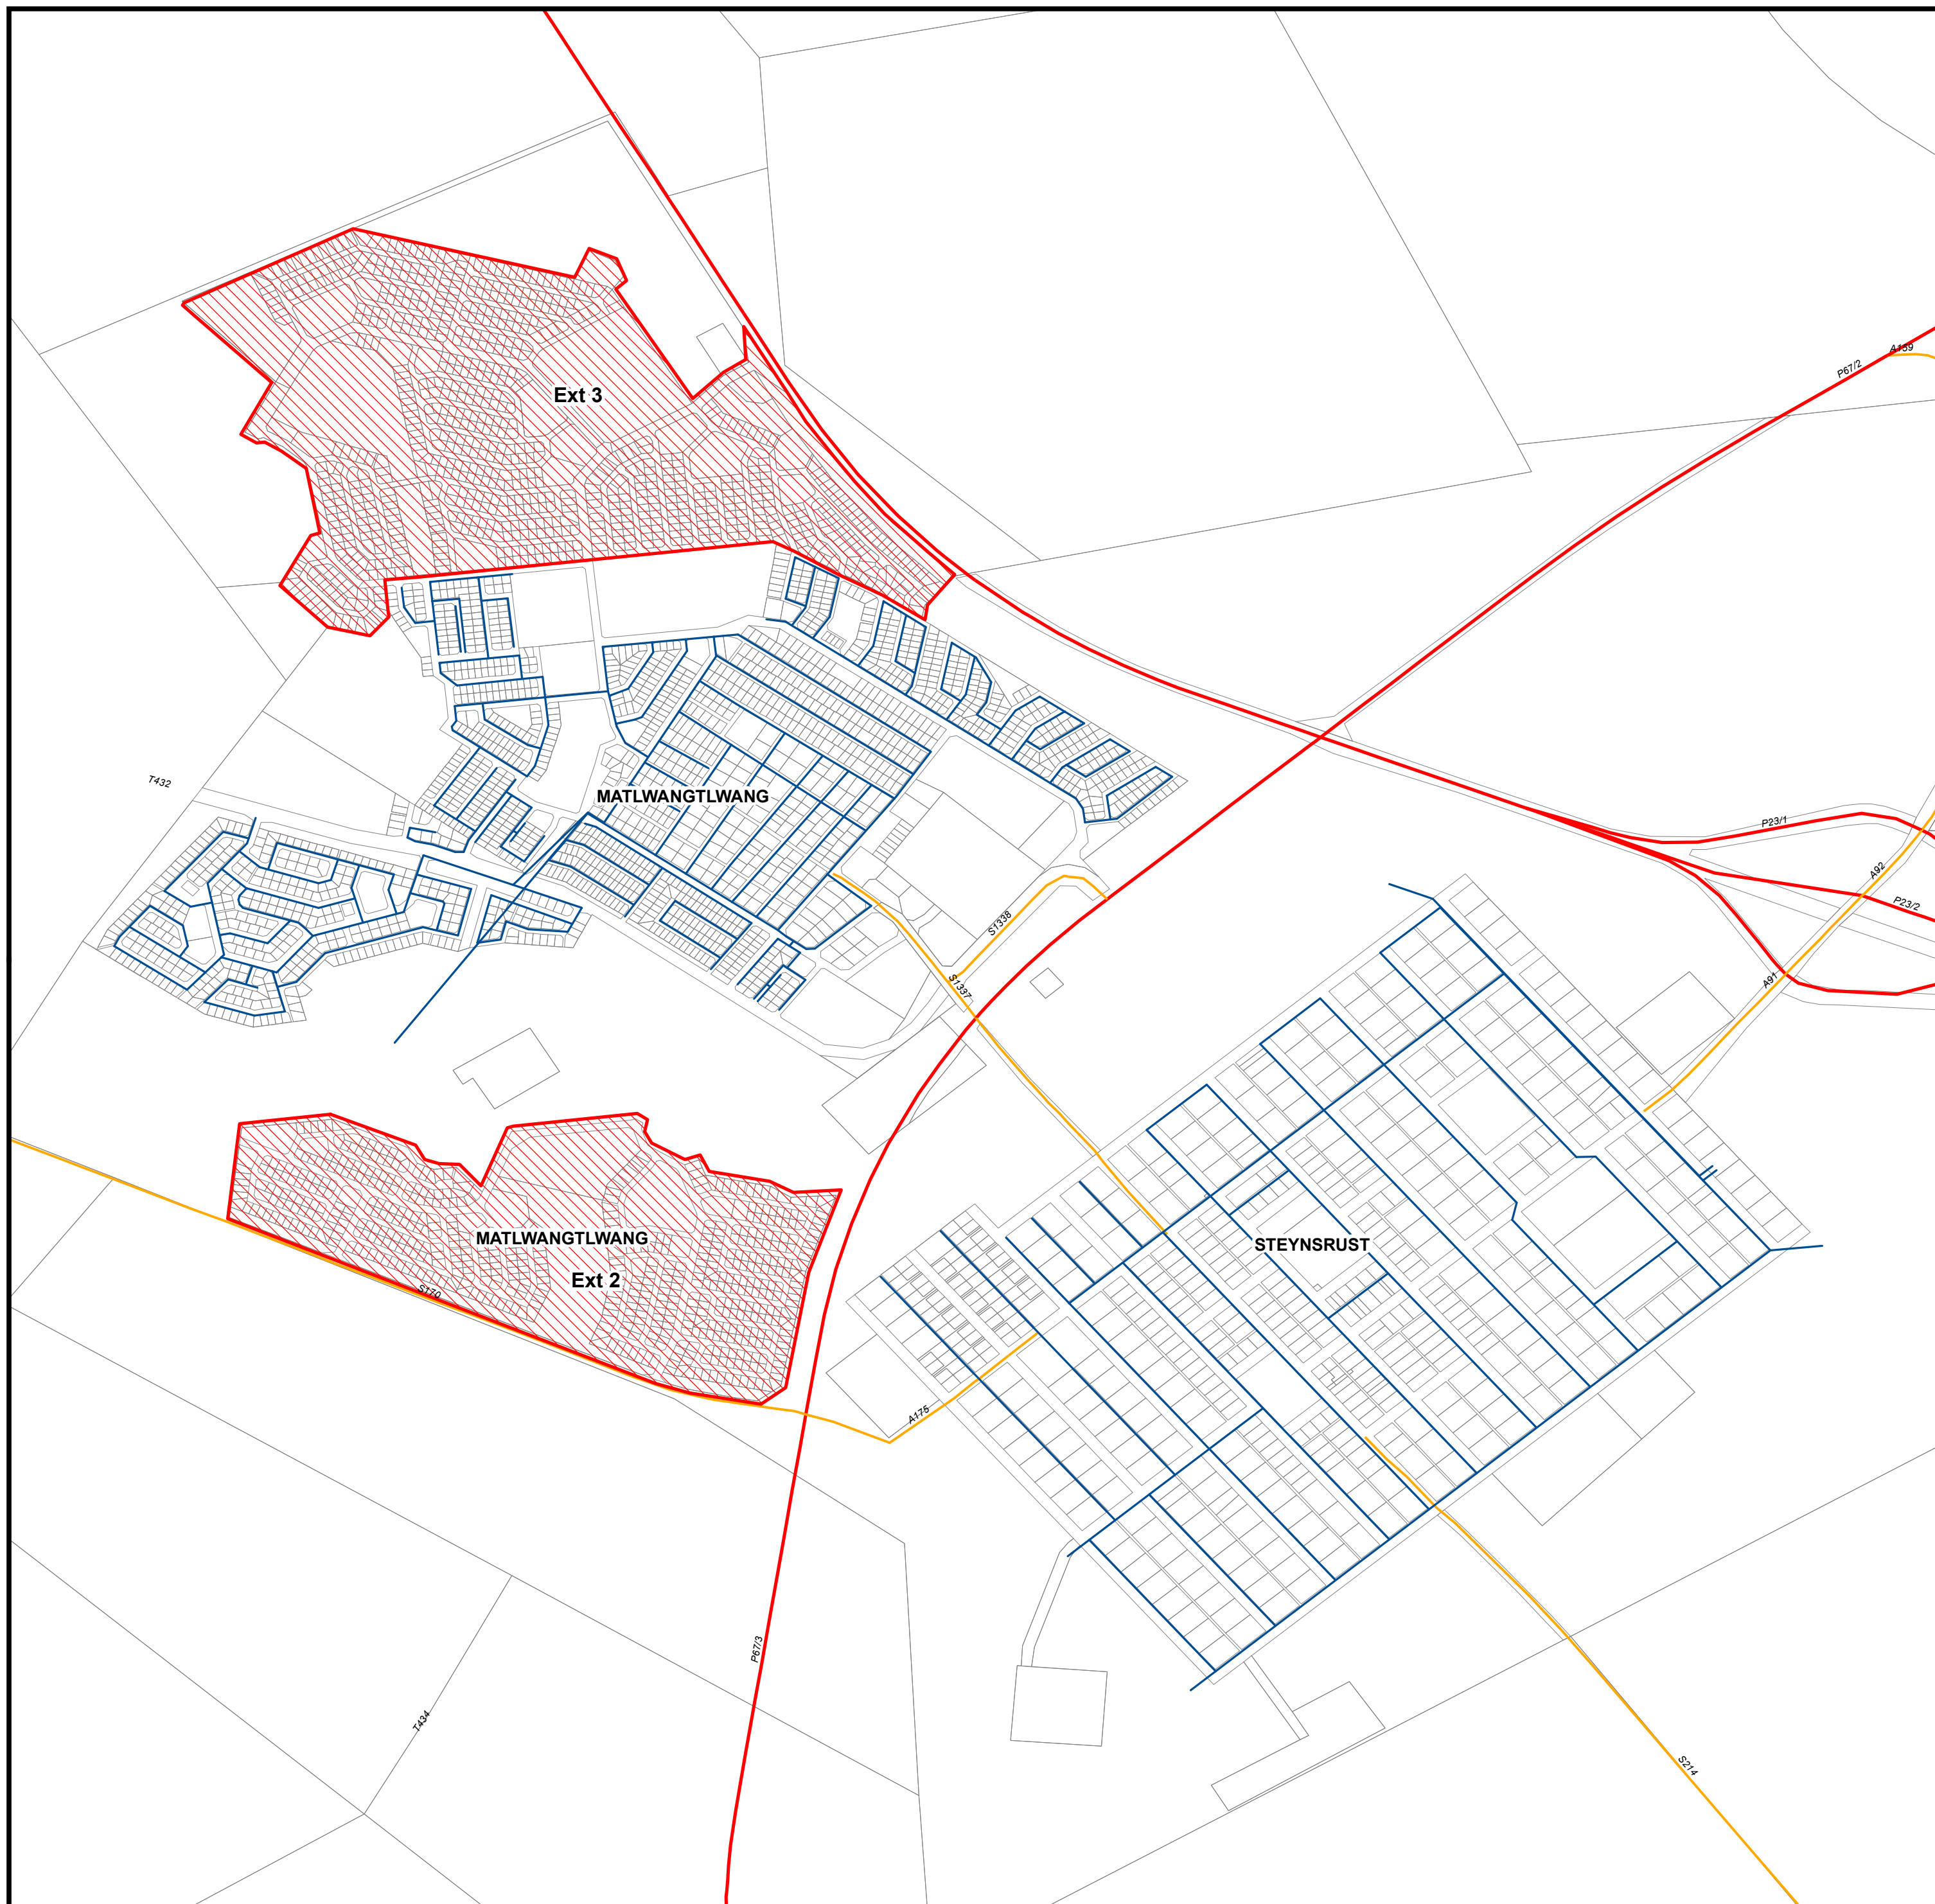 A159
P67/2
Ext 3
T432
MATLWANGTLWANG
P23/1
A92
P23/2
S1338
A91
S1337
MATLWANGTLWANG
Ext 2
STEYNSRUST
S170
A175
P67/3
T434
S214